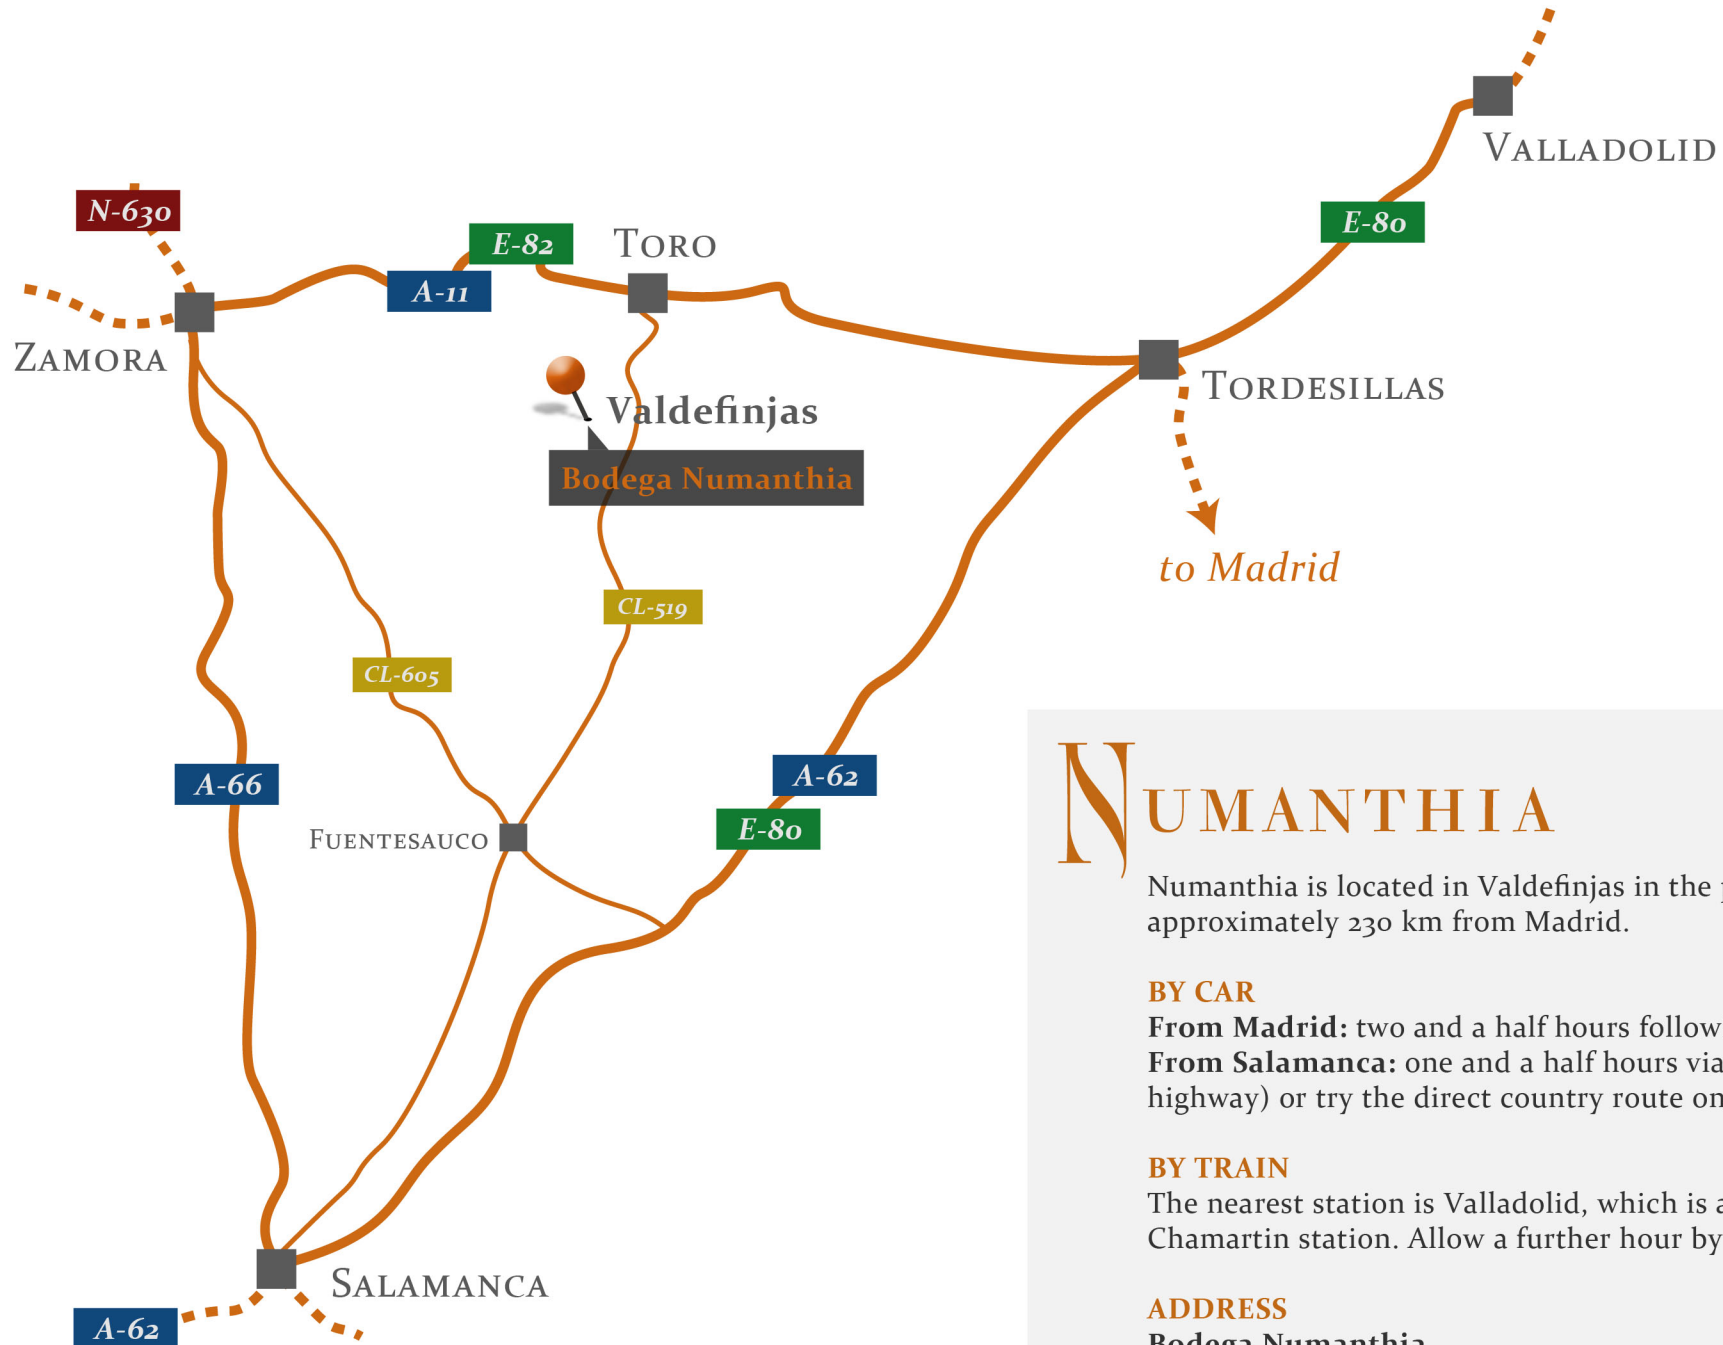 VALLADOLID
N-630
E-80
E-82
TORO
A-11
ZAMORA
TORDESILLAS
Valdefinjas
Bodega Numanthia
to Madrid
CL-519
CL-605
A-66
A-62
E-80
FUENTESAUCO
SALAMANCA
A-62
NUMANTHIA
Numanthia is located in Valdefinjas in the
approximately 230 km from Madrid.
BY CAR
From Madrid: two and a half hours follow
From Salamanca: one and a half hours via
highway) or try the direct country route on
BY TRAIN
The nearest station is Valladolid, which is a
Chamartin station. Allow a further hour by
ADDRESS
Bodega Numanthia